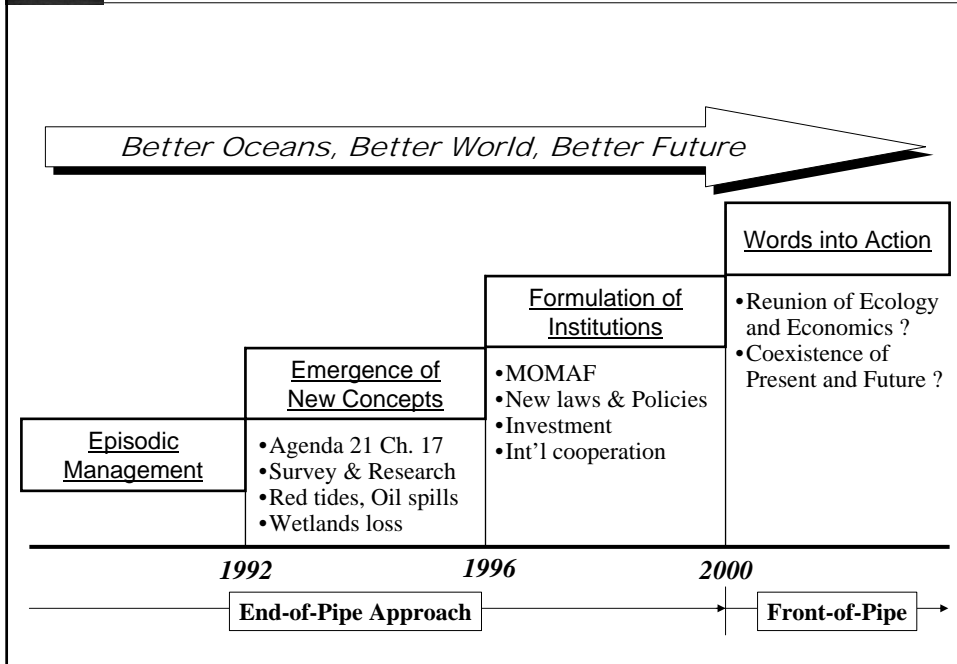 Better Oceans, Better World, Better Future
Words into Action
•Reunion of Ecology
and Economics ?
•Coexistence of
Present and Future ?
Formulation of
Institutions
•MOMAF
•New laws & Policies
•Investment
•Int'l cooperation
Emergence of
New Concepts
•Agenda 21 Ch. 17
•Survey & Research
•Red tides, Oil spills
•Wetlands loss
Episodic
Management
1992
1996
2000
End-of-Pipe Approach
Front-of-Pipe